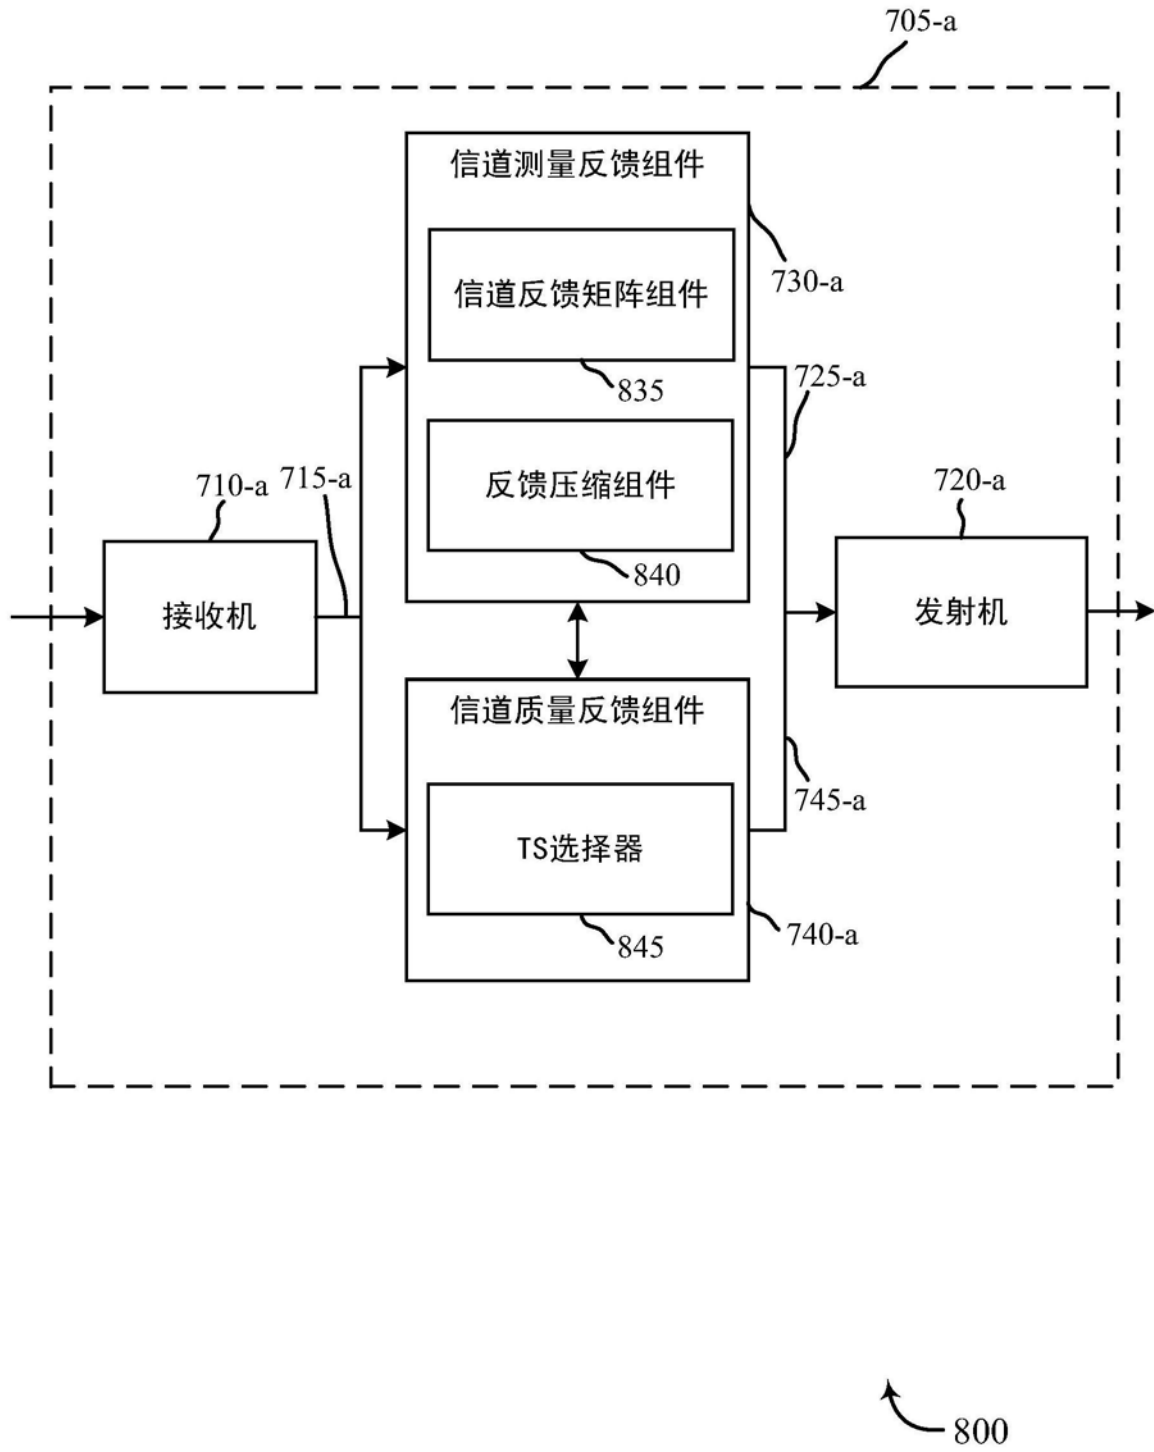 705-a
信道测量反馈组件
730-a
信道反馈矩阵组件
835
725-a
反馈压缩组件
840
710-a
715-a
720-a
接收机
发射机
信道质量反馈组件
745-a
TS选择器
845
740-a
800